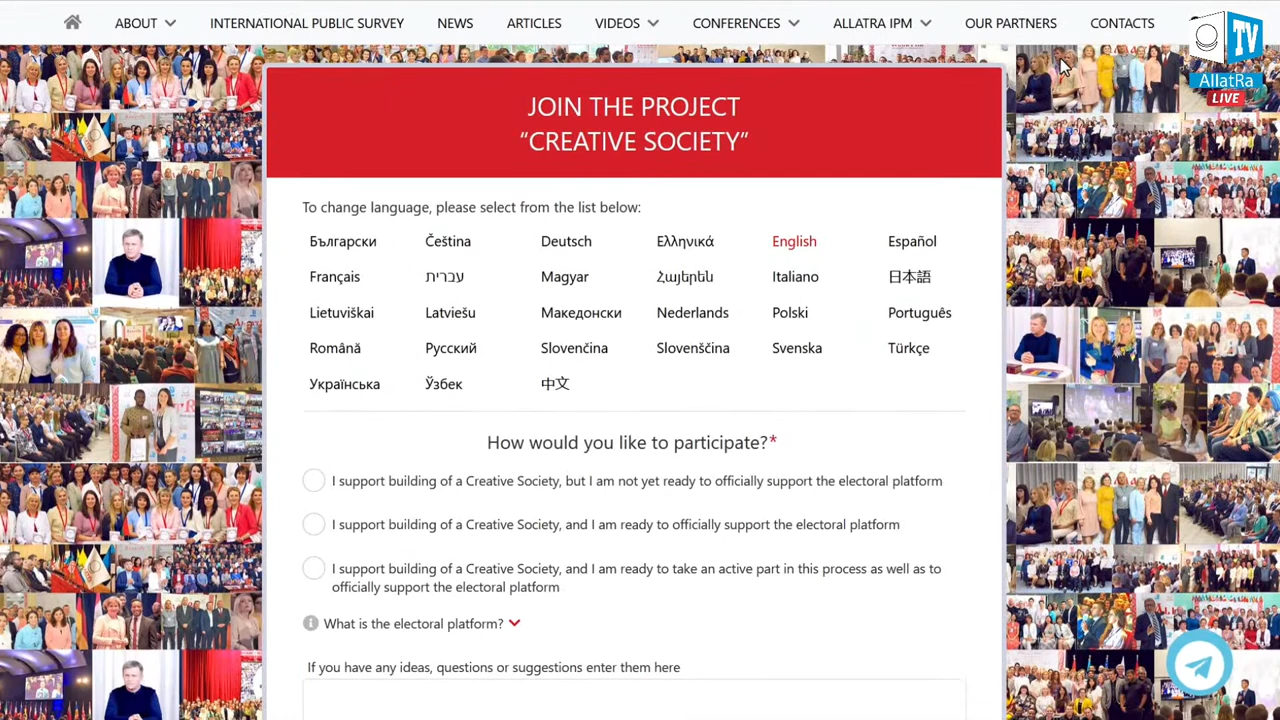 ABOUT INTERNATIONAL PUBLIC SURVEY NEWS ARTICLES VIDEOS CONFERENCES ALLATRA IPM OUR PARTNERS CONTACTS
TV
AllatRa
LIVE
JOIN THE PROJECT
“CREATIVE SOCIETY”
To change language, please select from the list below:
Български Čeština Deutsch Ελληνικά English Español
Français עברית Magyar Հայերեն Italiano 日本語
Lietuviškai Latviešu Македонски Nederlands Polski Português
Română Русский Slovenčina Slovenščina Svenska Türkçe
Українська Ўзбек 中文
How would you like to participate?*
I support building of a Creative Society, but I am not yet ready to officially support the electoral platform
I support building of a Creative Society, and I am ready to officially support the electoral platform
I support building of a Creative Society, and I am ready to take an active part in this process as well as to
officially support the electoral platform
What is the electoral platform?
If you have any ideas, questions or suggestions enter them here